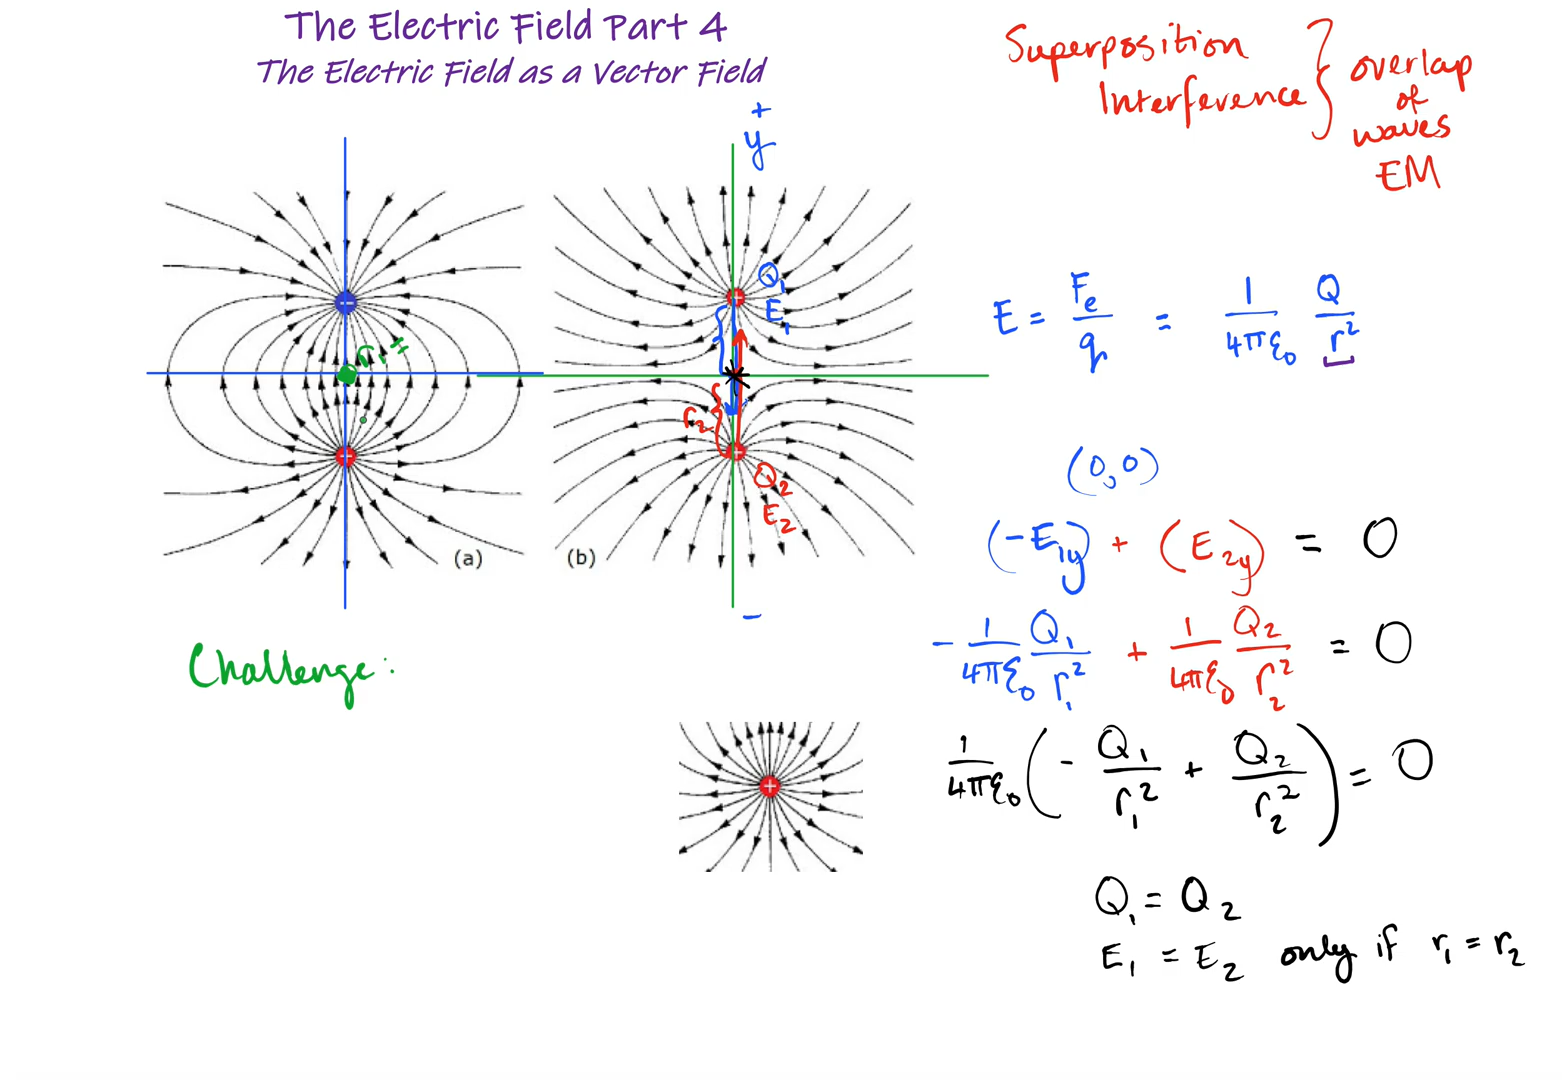 The Electric Field Part 4
The Electric Field as a Vector Field
Superposition
Interference } overlap of waves EM
+
y
Q₁
E₁
r₂
Q₂
E₂
−
(a)
(b)
E = Fe/q = 1/4πε₀ Q/r²
(0,0)
(-E₁y) + (E₂y) = 0
- 1/4πε₀ Q₁/r₁² + 1/4πε₀ Q₂/r₂² = 0
1/4πε₀ (- Q₁/r₁² + Q₂/r₂²) = 0
Q₁ = Q₂
E₁ = E₂ only if r₁ = r₂
Challenge: